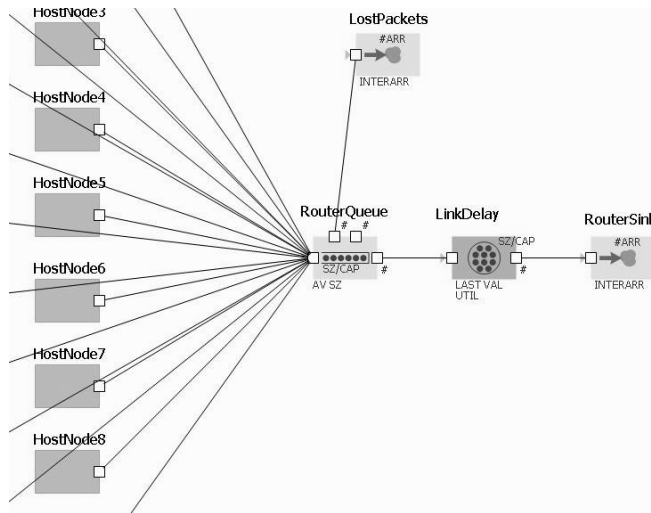 HostNode3
LostPackets
#ARR
INTERARR
HostNode4
HostNode5
RouterQueue
LinkDelay
RouterSink
# #
SZ/CAP
#ARR
SZ/CAP
#
#
AV SZ
LAST VAL
UTIL
INTERARR
HostNode6
HostNode7
HostNode8